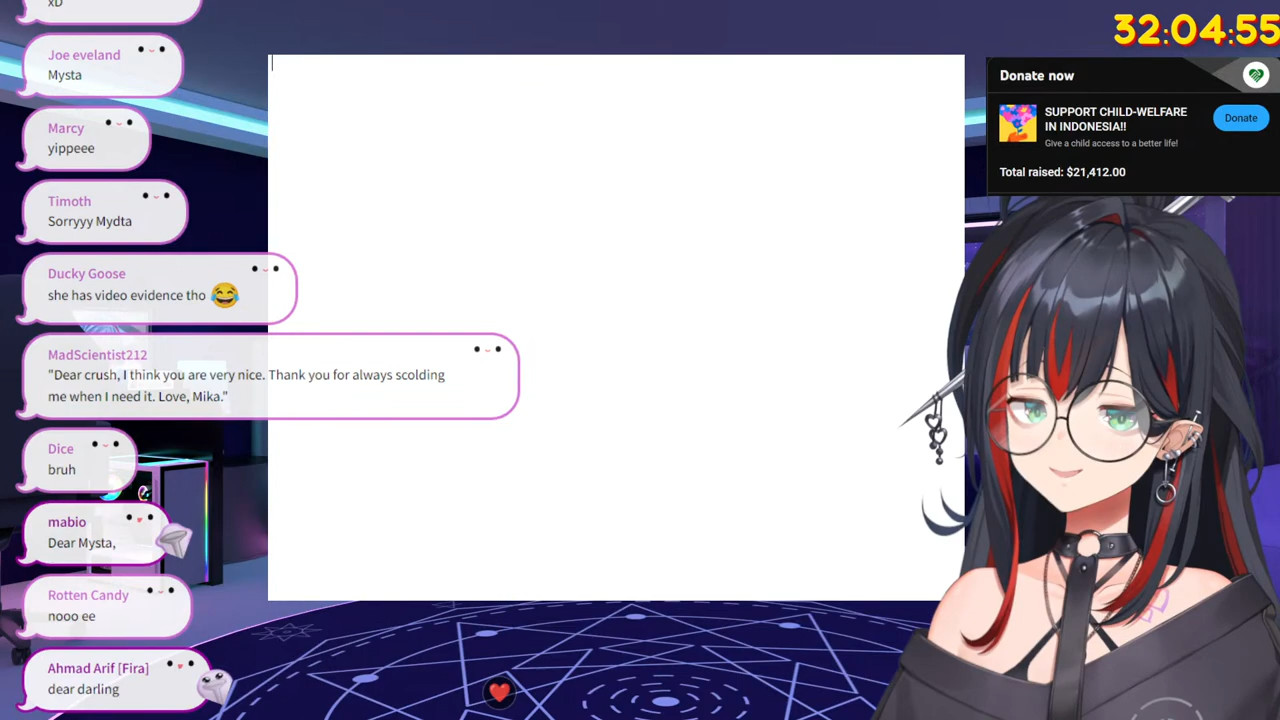 xD
Joe eveland
Mysta
Marcy
yippeee
Timoth
Sorryyy Mydta
Ducky Goose
she has video evidence tho 😂
MadScientist212
"Dear crush, I think you are very nice. Thank you for always scolding
me when I need it. Love, Mika."
Dice
bruh
mabio
Dear Mysta,
Rotten Candy
nooo ee
Ahmad Arif [Fira]
dear darling
32:04:55
Donate now
SUPPORT CHILD-WELFARE
IN INDONESIA!!
Give a child access to a better life!
Donate
Total raised: $21,412.00